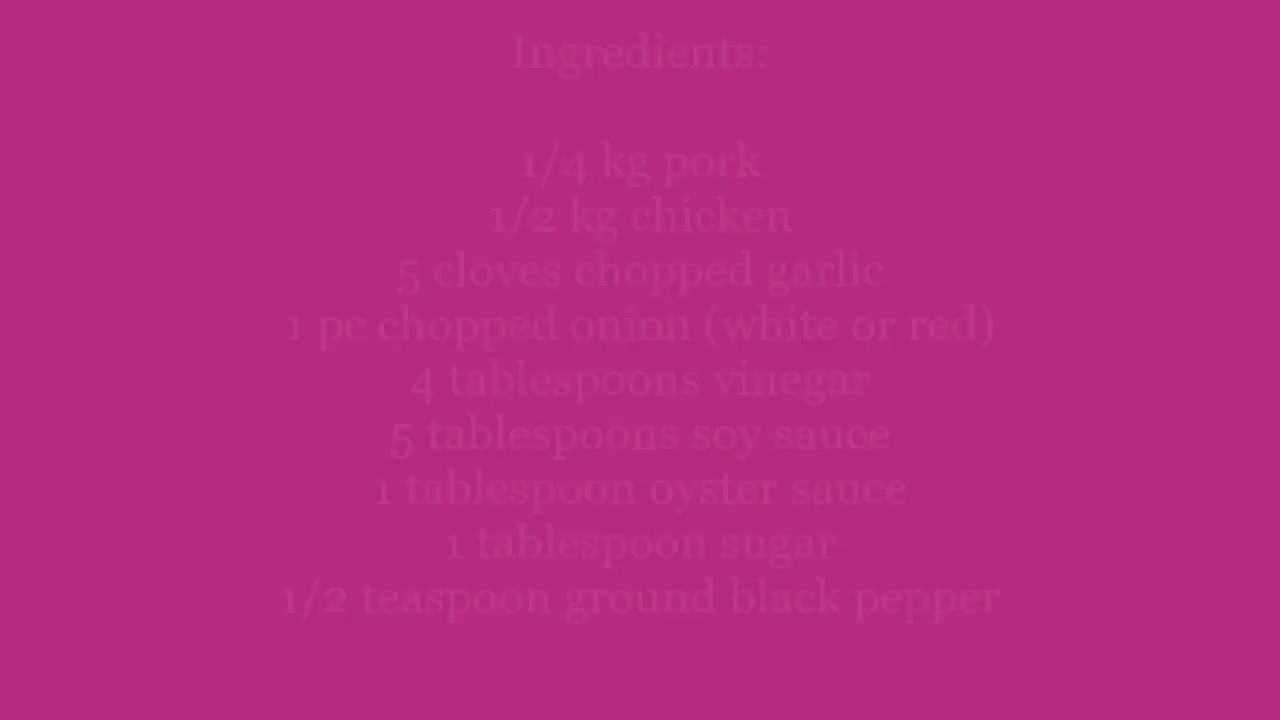 Ingredients:
1/4 kg pork
1/2 kg chicken
5 cloves chopped garlic
1 pc chopped onion (white or red)
4 tablespoons vinegar
5 tablespoons soy sauce
1 tablespoon oyster sauce
1 tablespoon sugar
1/2 teaspoon ground black pepper